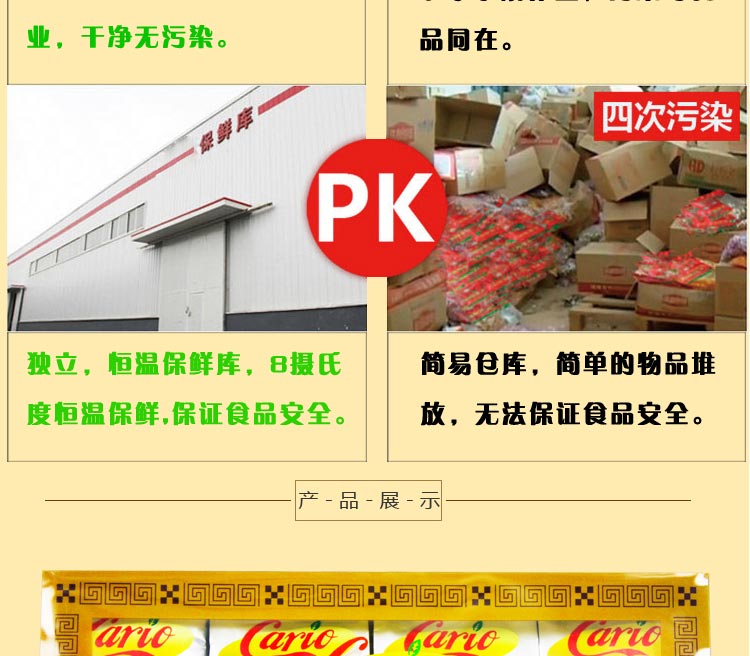 业，干净无污染。
品同在。
保鲜库
四次污染
PK
独立，恒温保鲜库，8摄氏
度恒温保鲜，保证食品安全。
简易仓库，简单的物品堆
放，无法保证食品安全。
产-品-展-示
Cario Cario Cario Cario